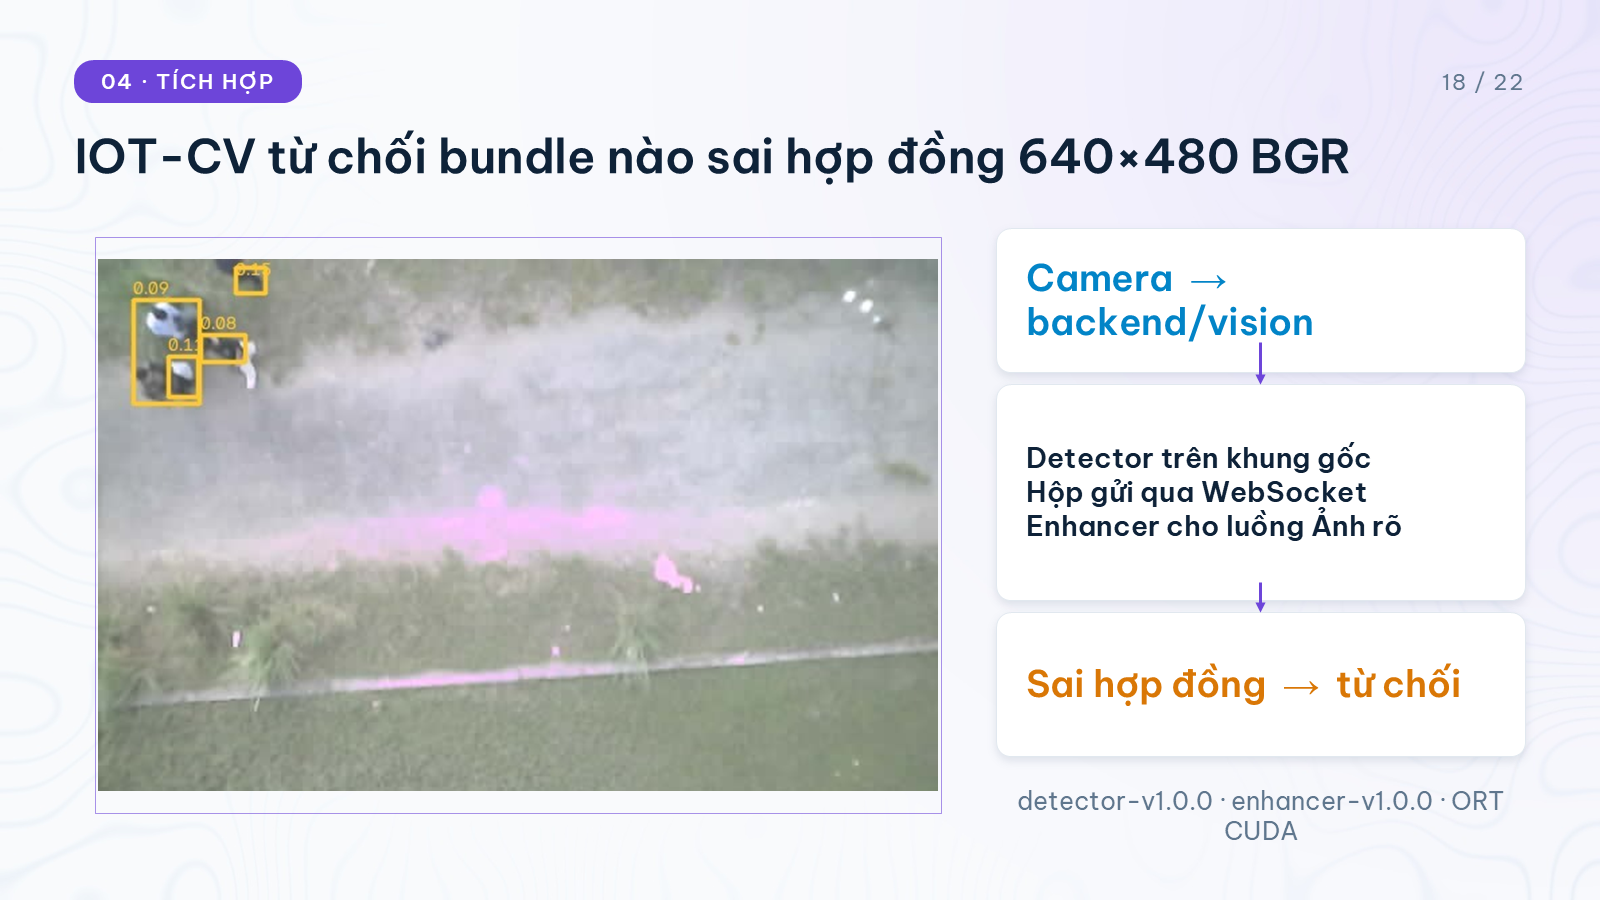 04 · TÍCH HỢP
18 / 22
IOT-CV từ chối bundle nào sai hợp đồng 640×480 BGR
0.15
0.09
0.08
Camera →
backend/vision
Detector trên khung gốc
Hộp gửi qua WebSocket
Enhancer cho luồng Ảnh rõ
Sai hợp đồng → từ chối
detector-v1.0.0 · enhancer-v1.0.0 · ORT
CUDA